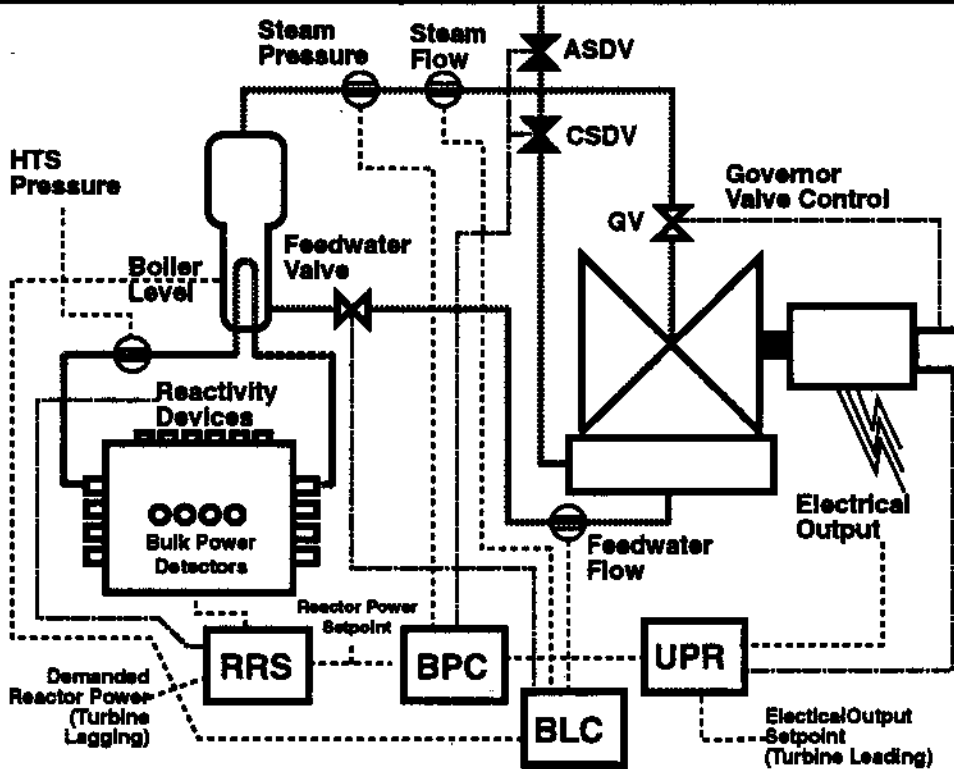 Steam
Pressure
Steam
Flow
ASDV
CSDV
HTS
Pressure
Governor
Valve Control
GV
Feedwater
Valve
Boiler
Level
Reactivity
Devices
Bulk Power
Detectors
Electrical
Output
Feedwater
Flow
Reactor Power
Setpoint
RRS
BPC
UPR
BLC
Demanded
Reactor Power
(Turbine
Lagging)
ElecticalOutput
Setpoint
(Turbine Leading)